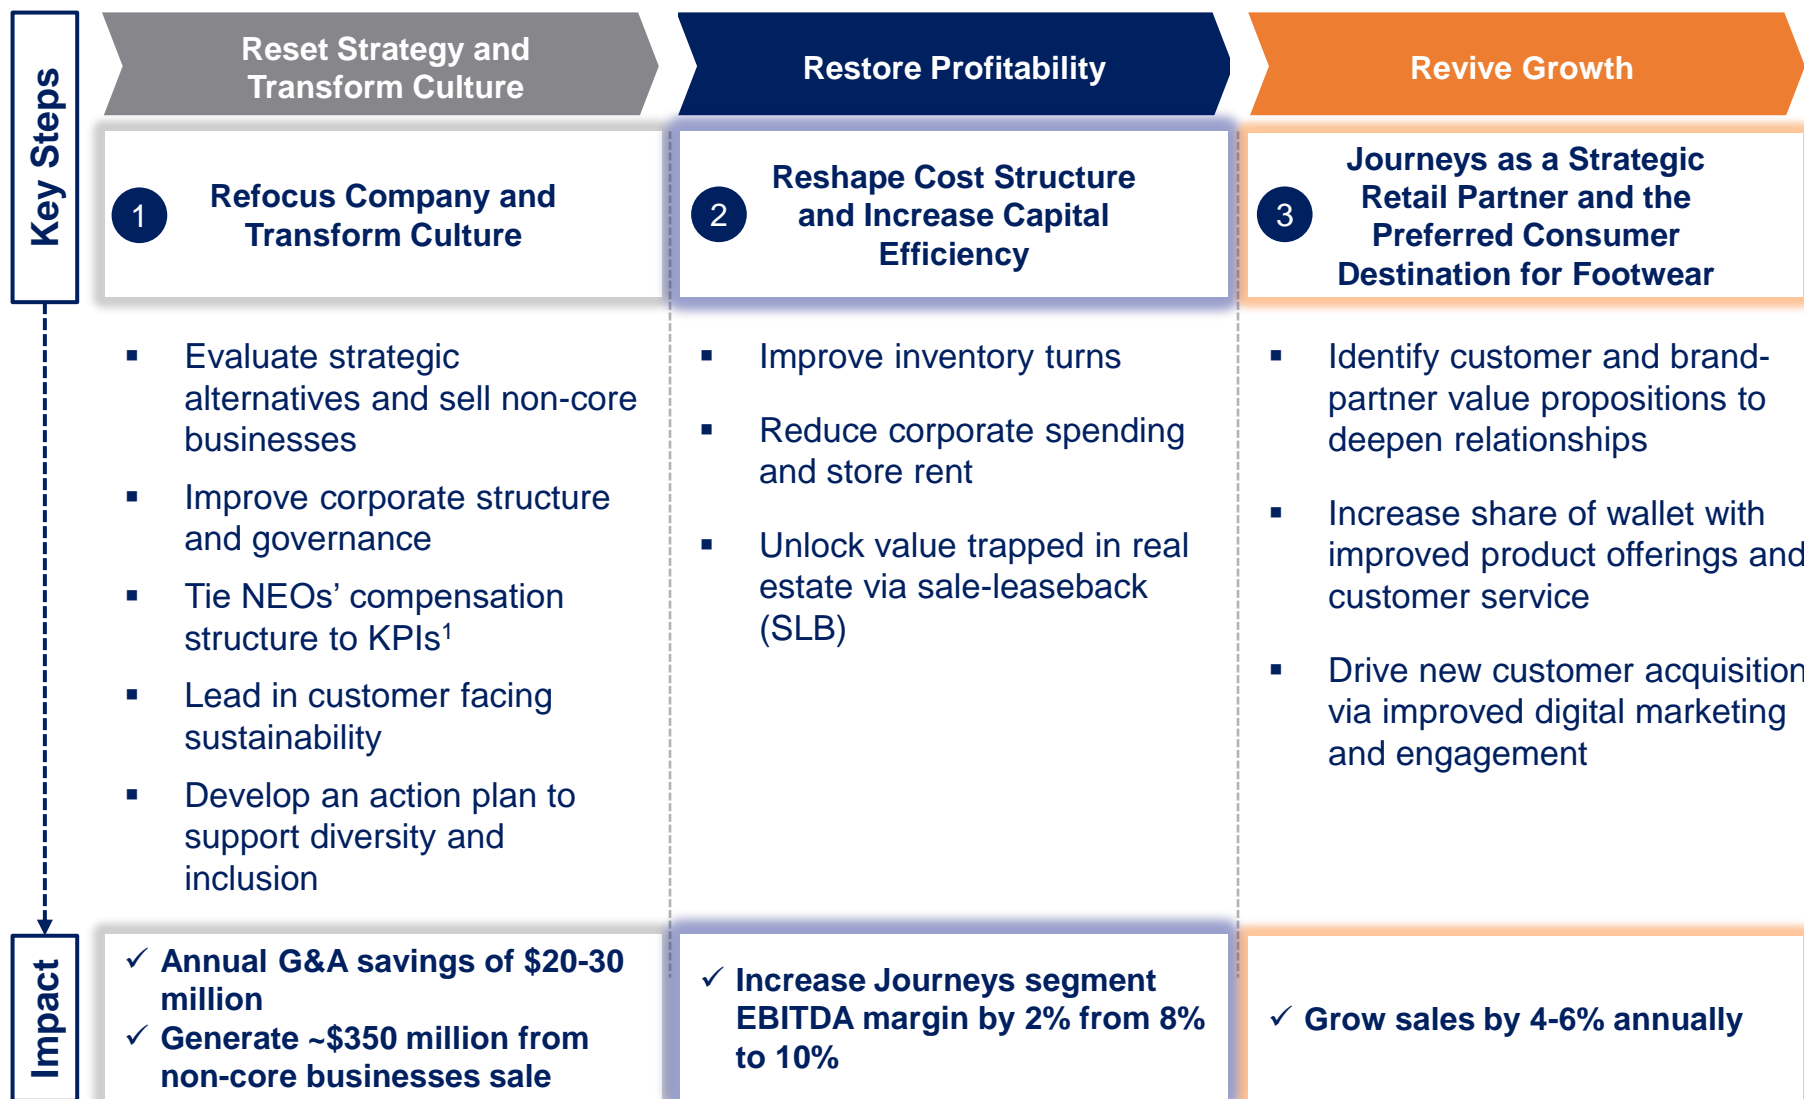 Key Steps
Reset Strategy and
Transform Culture
Restore Profitability
Revive Growth
1
Refocus Company and
Transform Culture
2
Reshape Cost Structure
and Increase Capital
Efficiency
3
Journeys as a Strategic
Retail Partner and the
Preferred Consumer
Destination for Footwear
▪ Evaluate strategic
alternatives and sell non-core
businesses
▪ Improve corporate structure
and governance
▪ Tie NEOs’ compensation
structure to KPIs¹
▪ Lead in customer facing
sustainability
▪ Develop an action plan to
support diversity and
inclusion
▪ Improve inventory turns
▪ Reduce corporate spending
and store rent
▪ Unlock value trapped in real
estate via sale-leaseback
(SLB)
▪ Identify customer and brand-
partner value propositions to
deepen relationships
▪ Increase share of wallet with
improved product offerings and
customer service
▪ Drive new customer acquisition
via improved digital marketing
and engagement
Impact
✓ Annual G&A savings of $20-30
million
✓ Generate ~$350 million from
non-core businesses sale
✓ Increase Journeys segment
EBITDA margin by 2% from 8%
to 10%
✓ Grow sales by 4-6% annually